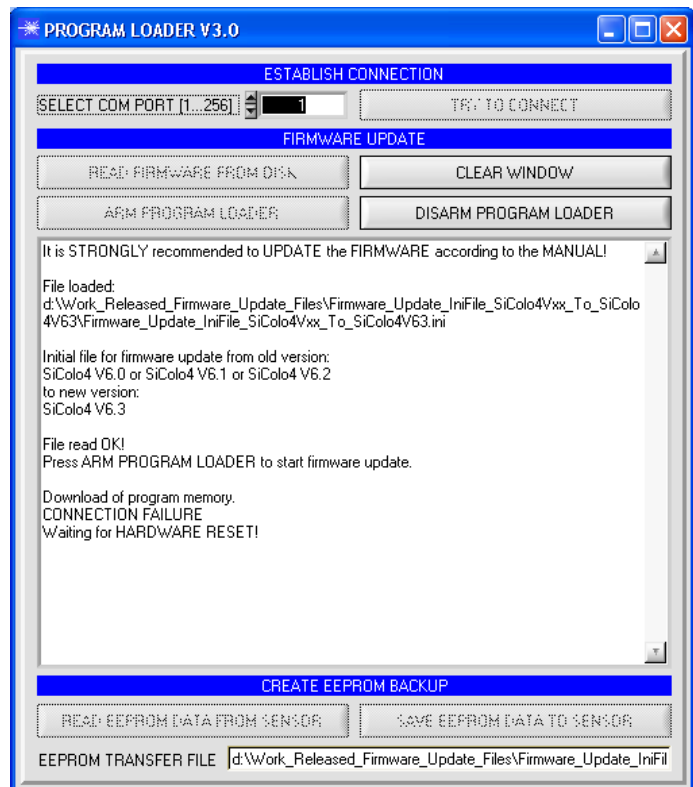 PROGRAM LOADER V3.0
ESTABLISH CONNECTION
SELECT COM PORT [1...256] 1 TRY TO CONNECT
FIRMWARE UPDATE
READ FIRMWARE FROM DISK CLEAR WINDOW
ARM PROGRAM LOADER DISARM PROGRAM LOADER
It is STRONGLY recommended to UPDATE the FIRMWARE according to the MANUAL!
File loaded:
d:\Work_Released_Firmware_Update_Files\Firmware_Update_IniFile_SiColo4Vxx_To_SiColo
4V63\Firmware_Update_IniFile_SiColo4Vxx_To_SiColo4V63.ini
Initial file for firmware update from old version:
SiColo4 V6.0 or SiColo4 V6.1 or SiColo4 V6.2
to new version:
SiColo4 V6.3
File read OK!
Press ARM PROGRAM LOADER to start firmware update.
Download of program memory.
CONNECTION FAILURE
Waiting for HARDWARE RESET!
CREATE EEPROM BACKUP
READ EEPROM DATA FROM SENSOR SAVE EEPROM DATA TO SENSOR
EEPROM TRANSFER FILE d:\Work_Released_Firmware_Update_Files\Firmware_Update_IniFil